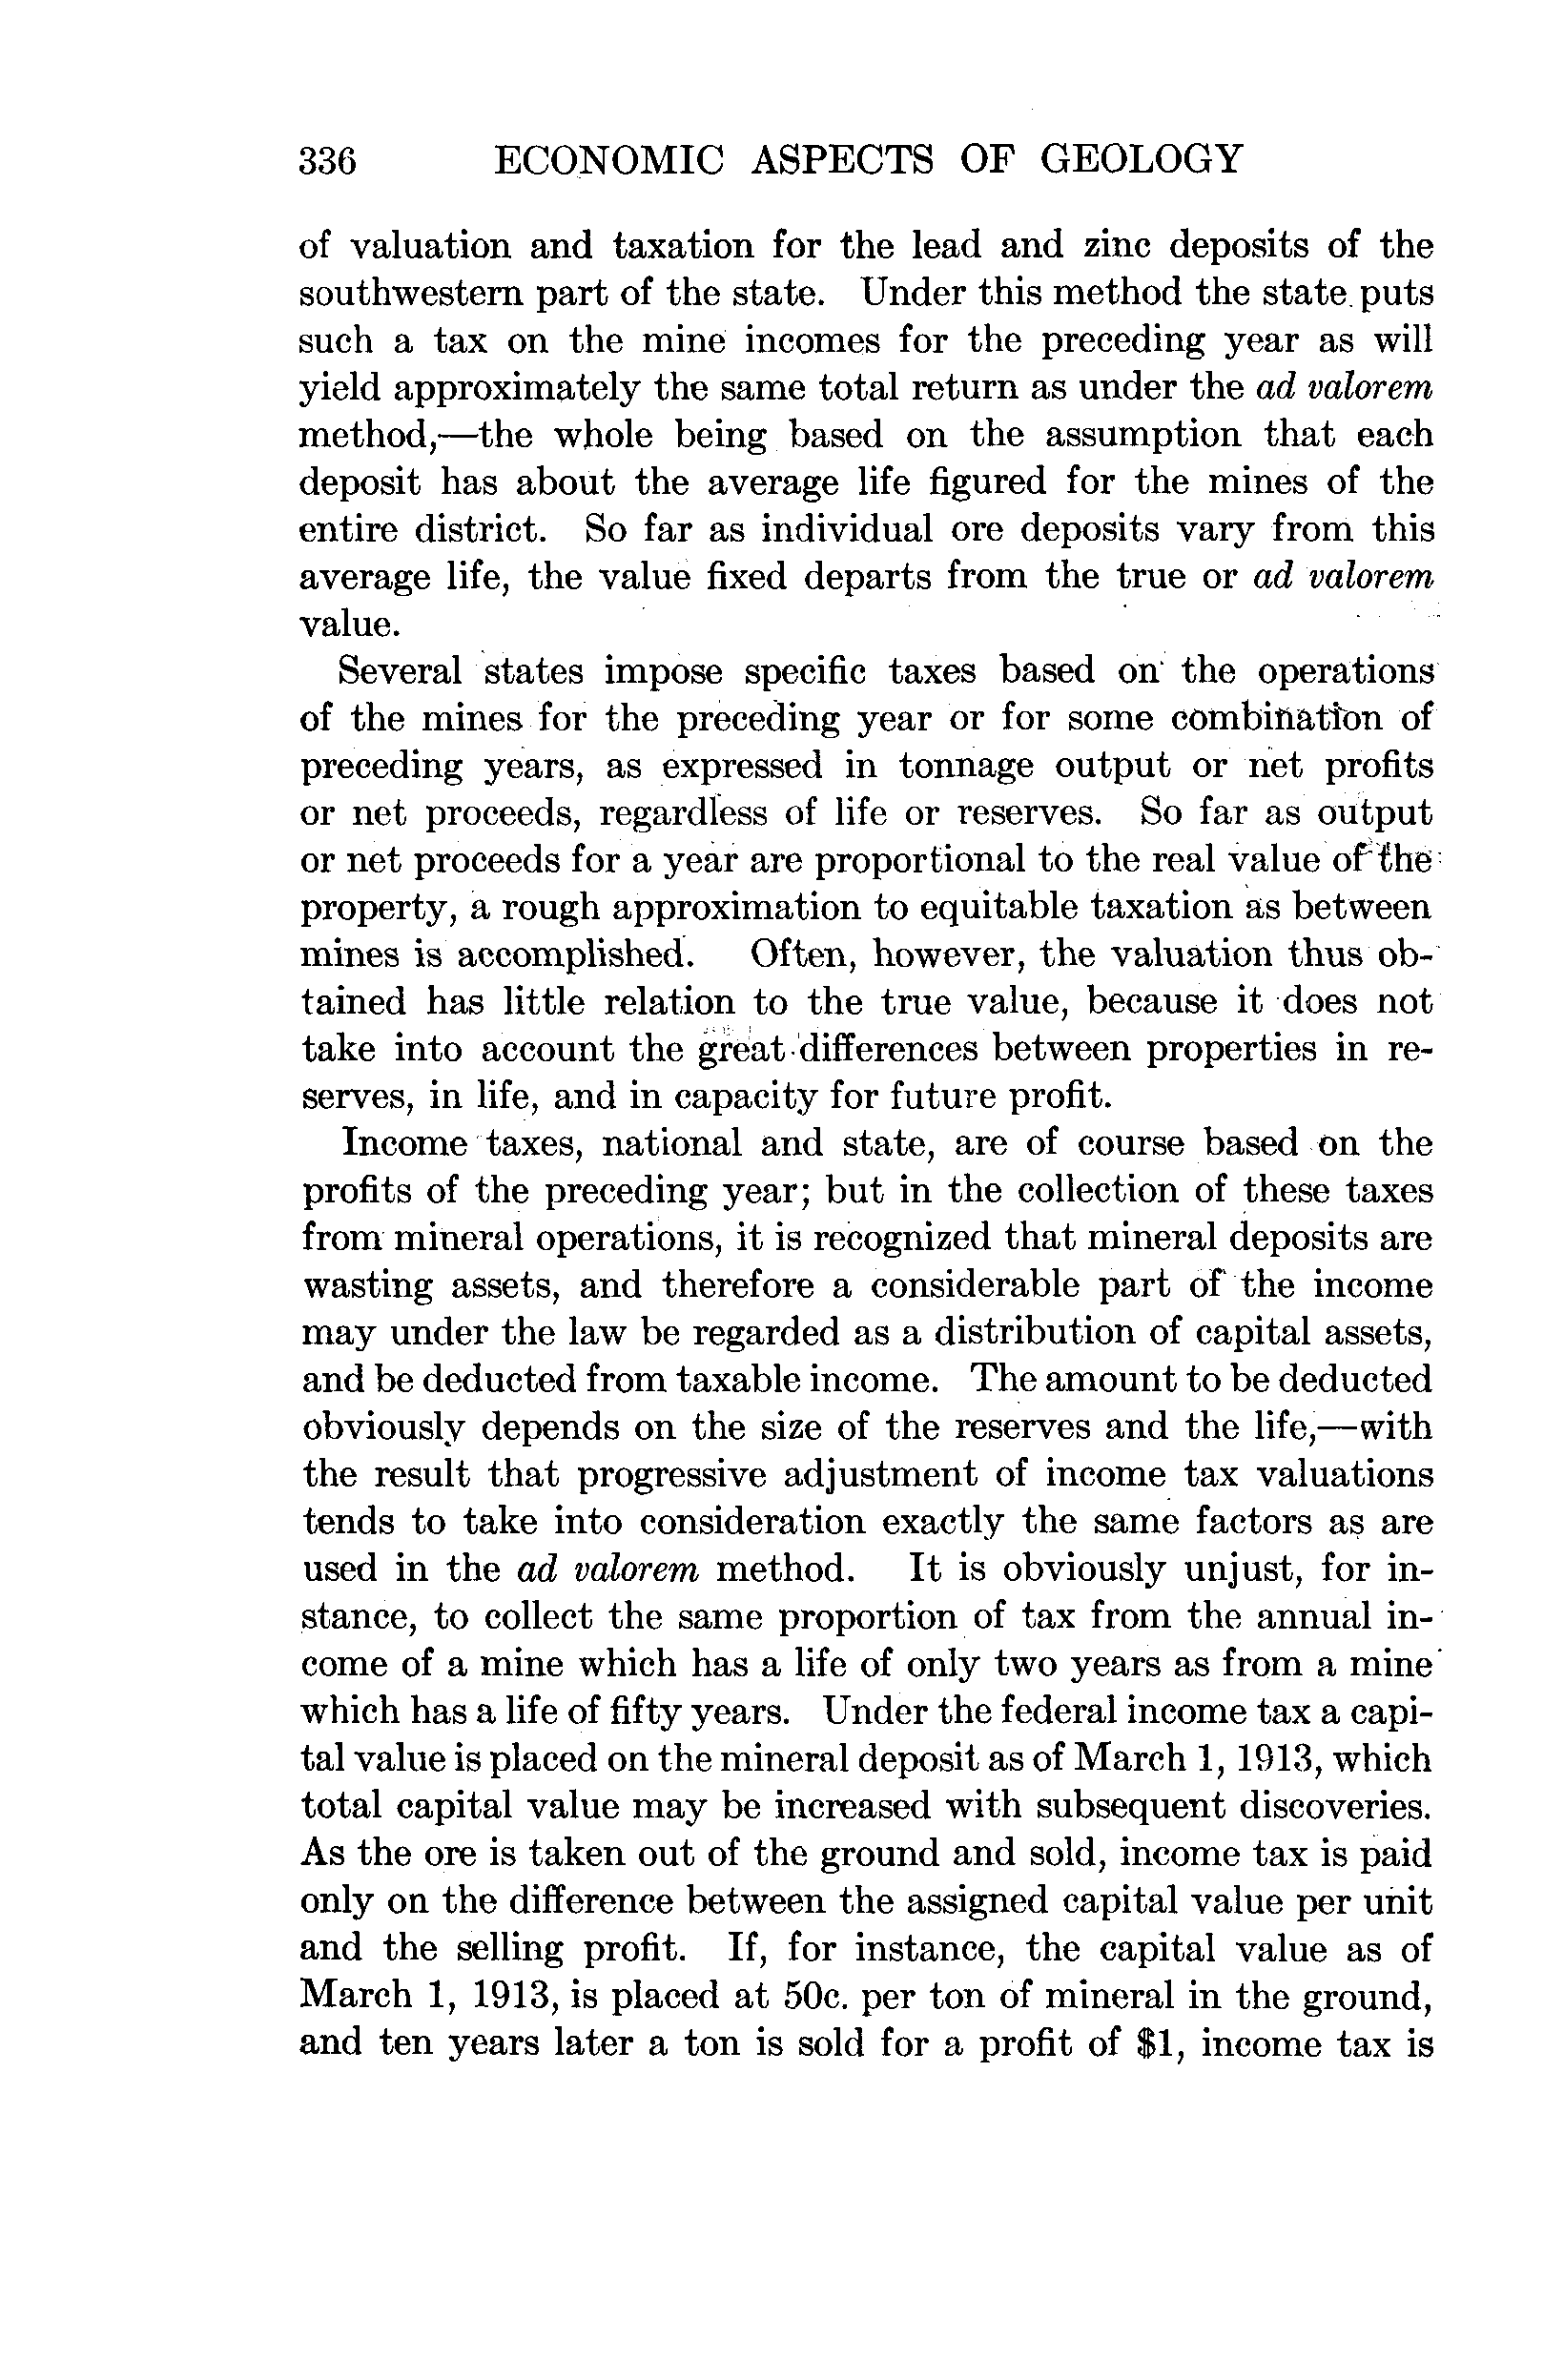 336 ECONOMIC ASPECTS OF GEOLOGY
of valuation and taxation for the lead and zinc deposits of the
southwestern part of the state. Under this method the state puts
such a tax on the mine incomes for the preceding year as will
yield approximately the same total return as under the ad valorem
method,—the whole being based on the assumption that each
deposit has about the average life figured for the mines of the
entire district. So far as individual ore deposits vary from this
average life, the value fixed departs from the true or ad valorem
value.
Several states impose specific taxes based on the operations
of the mines for the preceding year or for some combination of
preceding years, as expressed in tonnage output or net profits
or net proceeds, regardless of life or reserves. So far as output
or net proceeds for a year are proportional to the real value of the
property, a rough approximation to equitable taxation as between
mines is accomplished. Often, however, the valuation thus ob-
tained has little relation to the true value, because it does not
take into account the great differences between properties in re-
serves, in life, and in capacity for future profit.
Income taxes, national and state, are of course based on the
profits of the preceding year; but in the collection of these taxes
from mineral operations, it is recognized that mineral deposits are
wasting assets, and therefore a considerable part of the income
may under the law be regarded as a distribution of capital assets,
and be deducted from taxable income. The amount to be deducted
obviously depends on the size of the reserves and the life,—with
the result that progressive adjustment of income tax valuations
tends to take into consideration exactly the same factors as are
used in the ad valorem method. It is obviously unjust, for in-
stance, to collect the same proportion of tax from the annual in-
come of a mine which has a life of only two years as from a mine
which has a life of fifty years. Under the federal income tax a capi-
tal value is placed on the mineral deposit as of March 1, 1913, which
total capital value may be increased with subsequent discoveries.
As the ore is taken out of the ground and sold, income tax is paid
only on the difference between the assigned capital value per unit
and the selling profit. If, for instance, the capital value as of
March 1, 1913, is placed at 50c. per ton of mineral in the ground,
and ten years later a ton is sold for a profit of $1, income tax is